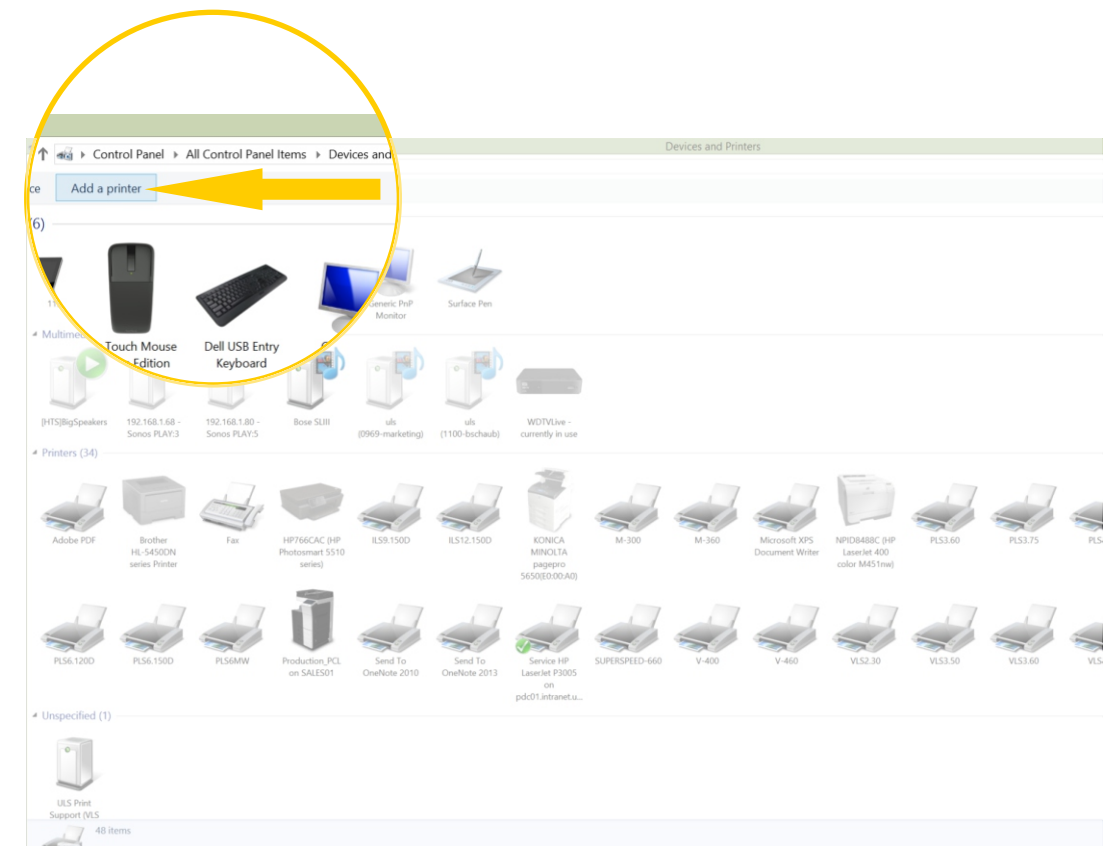 Devices and Printers
Control Panel All Control Panel Items Devices and
ce Add a printer
(6)
11
Touch Mouse
Edition
Dell USB Entry
Keyboard
Generic PnP
Monitor
Surface Pen
Multimed
[HTS]BigSpeakers
192.168.1.68 -
Sonos PLAY:3
192.168.1.80 -
Sonos PLAY:5
Bose SLIII
uls
(0969-marketing)
uls
(1100-bschaub)
WDTVLive -
currently in use
Printers (34)
Adobe PDF
Brother
HL-5450DN
series Printer
Fax
HP766CAC (HP
Photosmart 5510
series)
ILS9.150D
ILS12.150D
KONICA
MINOLTA
pagepro
5650(E0:00:A0)
M-300
M-360
Microsoft XPS
Document Writer
NPID8488C (HP
LaserJet 400
color M451nw)
PLS3.60
PLS3.75
PLS
PLS6.120D
PLS6.150D
PLS6MW
Production_PCL
on SALES01
Send To
OneNote 2010
Send To
OneNote 2013
Service HP
LaserJet P3005
on
pdc01.intranet.u...
SUPERSPEED-660
V-400
V-460
VLS2.30
VLS3.50
VLS3.60
VLS
Unspecified (1)
ULS Print
Support (VLS
48 items